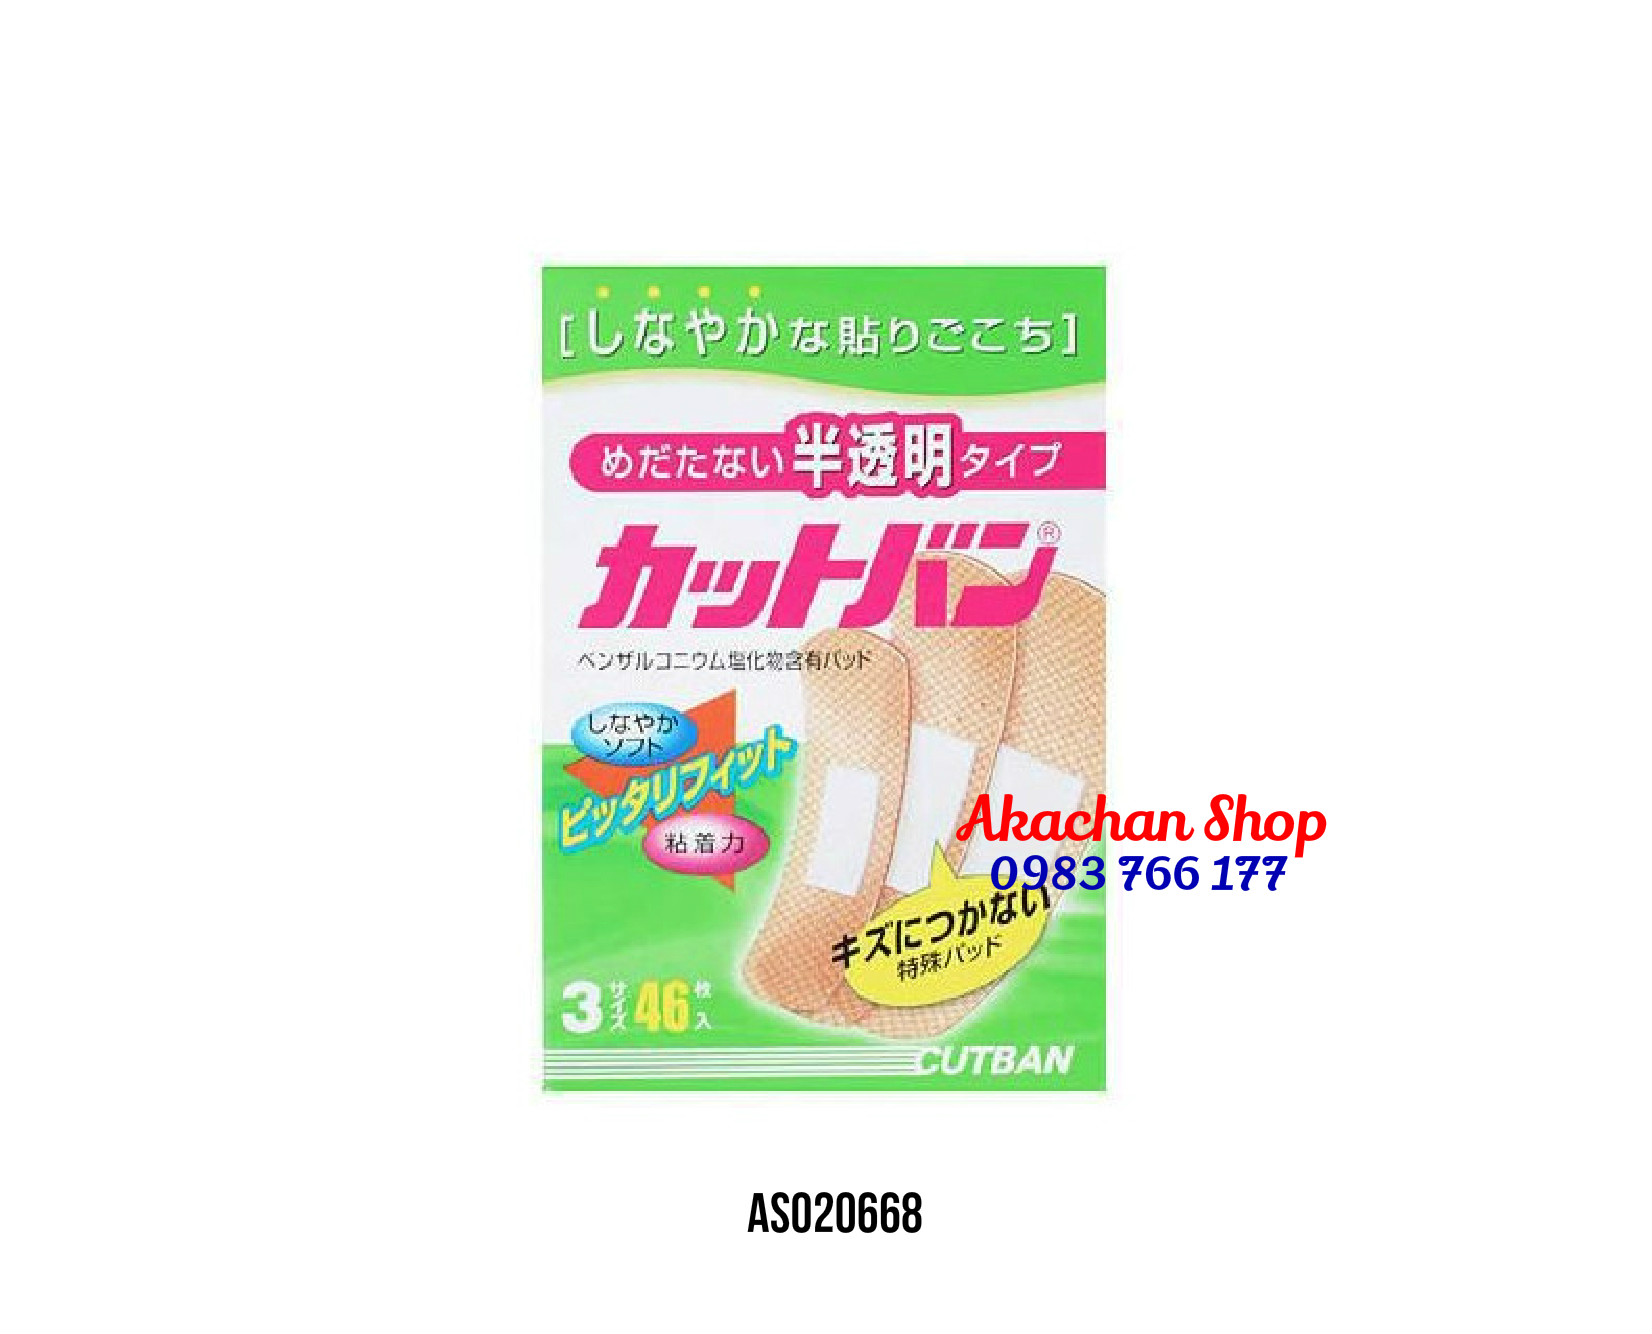 [しなやかな貼りごこち]
めだたない半透明タイプ
カットバン®
ベンザルコニウム塩化物含有パッド
しなやか
ソフト
ピッタリフィット
粘着力
Akachan Shop
0983 766 177
キズにつかない
特殊パッド
3サイズ46枚入
CUTBAN
AS020668